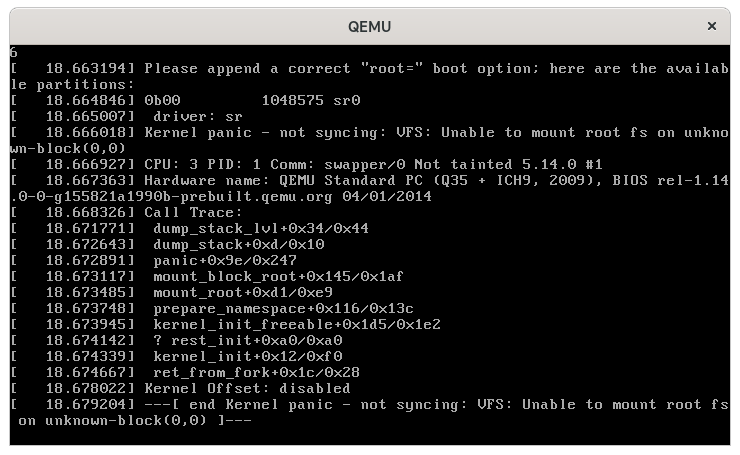 QEMU
6
[   18.663194] Please append a correct "root=" boot option; here are the availab
le partitions:
[   18.664846] 0b00         1048575 sr0
[   18.665007]  driver: sr
[   18.666018] Kernel panic - not syncing: VFS: Unable to mount root fs on unkno
wn-block(0,0)
[   18.666927] CPU: 3 PID: 1 Comm: swapper/0 Not tainted 5.14.0 #1
[   18.667363] Hardware name: QEMU Standard PC (Q35 + ICH9, 2009), BIOS rel-1.14
.0-0-g155821a1990b-prebuilt.qemu.org 04/01/2014
[   18.668326] Call Trace:
[   18.671771]  dump_stack_lvl+0x34/0x44
[   18.672643]  dump_stack+0xd/0x10
[   18.672891]  panic+0x9e/0x247
[   18.673117]  mount_block_root+0x145/0x1af
[   18.673485]  mount_root+0xd1/0xe9
[   18.673748]  prepare_namespace+0x116/0x13c
[   18.673945]  kernel_init_freeable+0x1d5/0x1e2
[   18.674142]  ? rest_init+0xa0/0xa0
[   18.674339]  kernel_init+0x12/0xf0
[   18.674667]  ret_from_fork+0x1c/0x28
[   18.678022] Kernel Offset: disabled
[   18.679204] ---[ end Kernel panic - not syncing: VFS: Unable to mount root fs
 on unknown-block(0,0) ]---